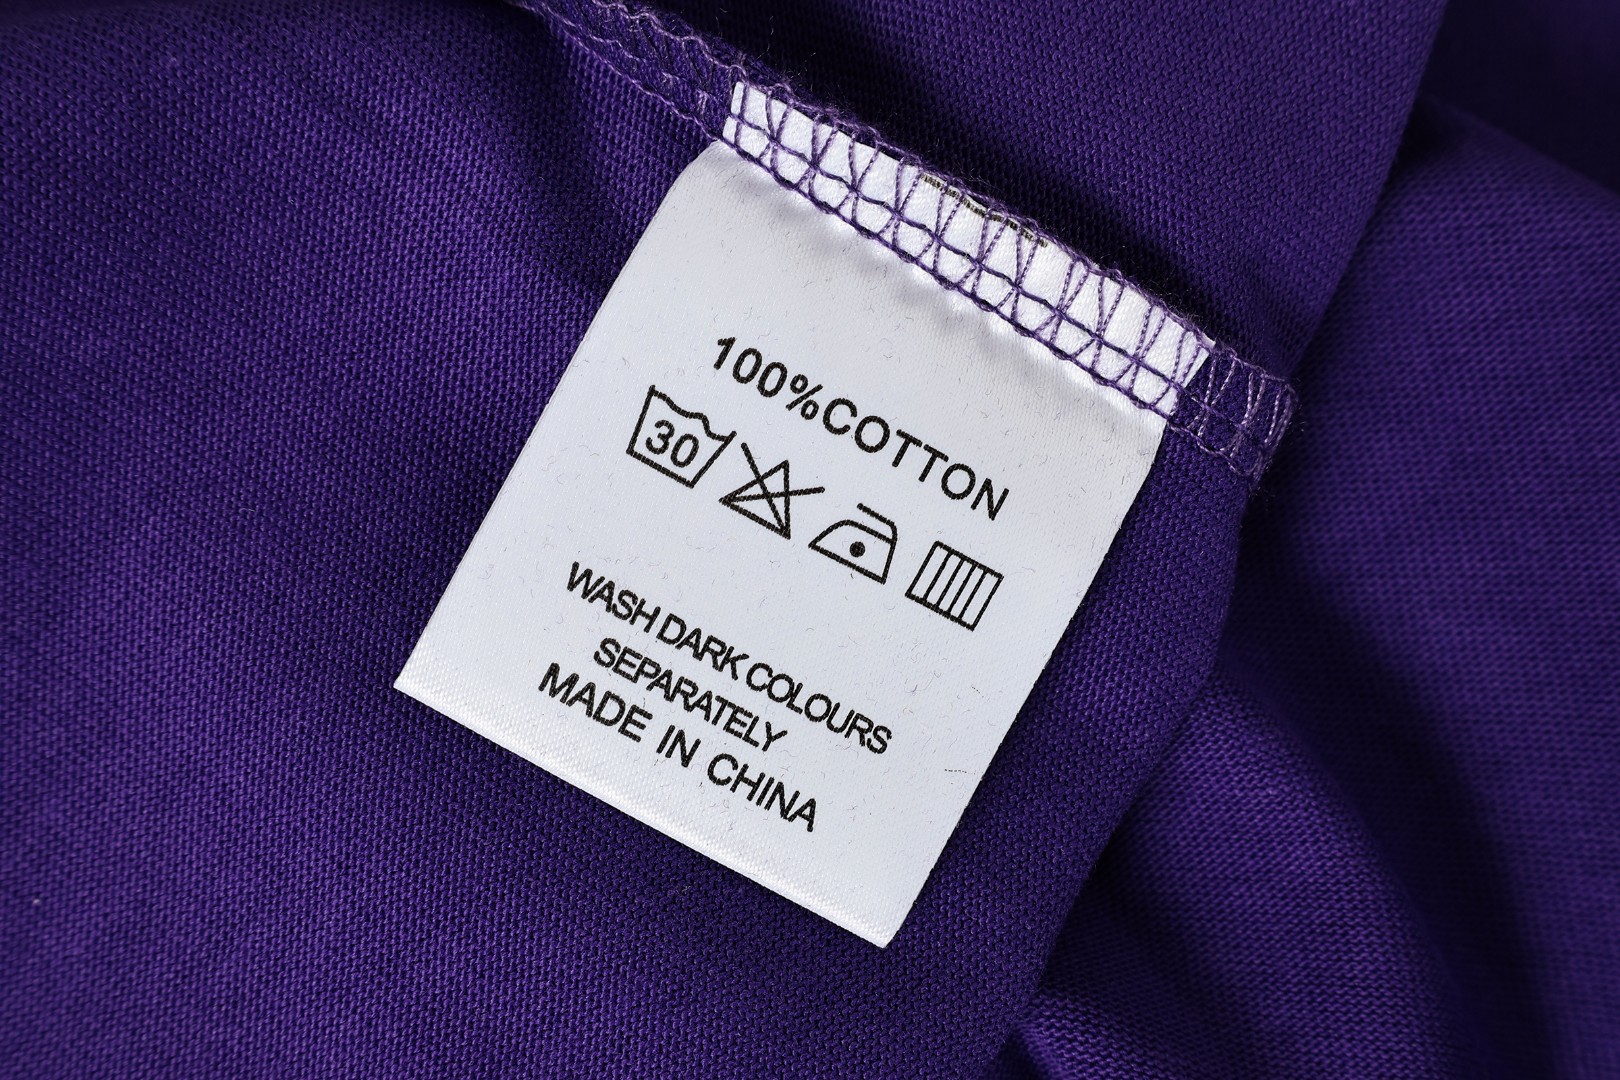 100%COTTON
30
WASH DARK COLOURS
SEPARATELY
MADE IN CHINA